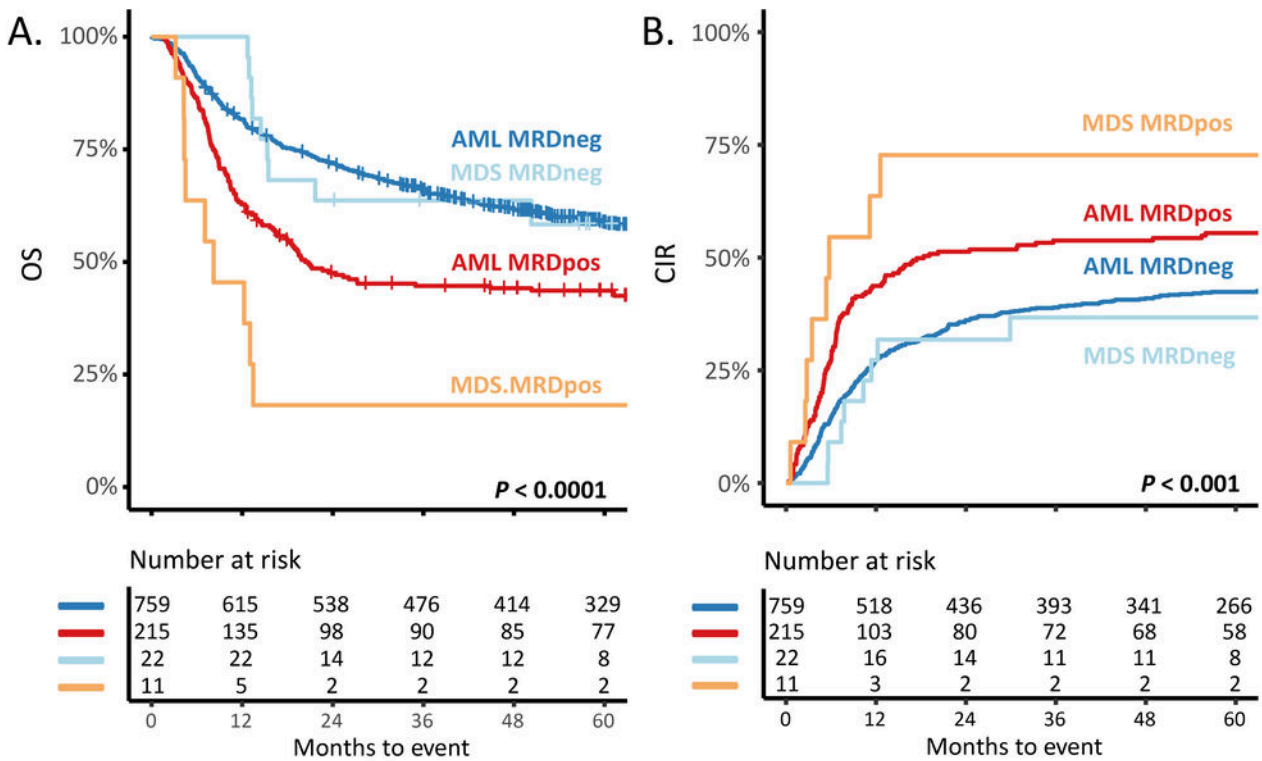 A.
100%
75%
50%
25%
0%
OS
AML MRDneg
MDS MRDneg
AML MRDpos
MDS.MRDpos
P < 0.0001
Number at risk
759 615 538 476 414 329
215 135 98 90 85 77
22 22 14 12 12 8
11 5 2 2 2 2
0 12 24 36 48 60
Months to event
B.
100%
75%
50%
25%
0%
CIR
MDS MRDpos
AML MRDpos
AML MRDneg
MDS MRDneg
P < 0.001
Number at risk
759 518 436 393 341 266
215 103 80 72 68 58
22 16 14 11 11 8
11 3 2 2 2 2
0 12 24 36 48 60
Months to event